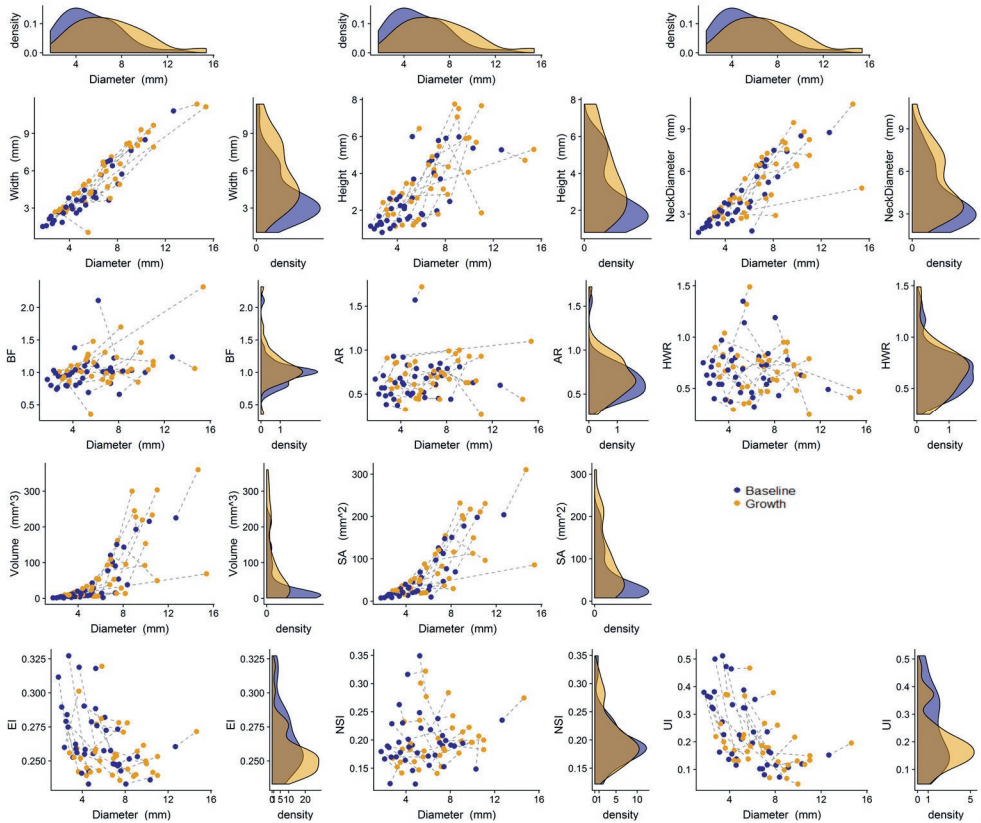 density
0.1
0.0
4 8 12 16
Diameter (mm)
density
0.1
0.0
4 8 12 16
Diameter (mm)
density
0.1
0.0
4 8 12 16
Diameter (mm)
Width (mm)
9
6
3
4 8 12 16
Diameter (mm)
Width (mm)
9
6
3
0
density
Height (mm)
8
6
4
2
4 8 12 16
Diameter (mm)
Height (mm)
8
6
4
2
0
density
NeckDiameter (mm)
9
6
3
4 8 12 16
Diameter (mm)
NeckDiameter (mm)
9
6
3
0
density
BF
2.0
1.5
1.0
0.5
4 8 12 16
Diameter (mm)
BF
2.0
1.5
1.0
0.5
0 1
density
AR
1.5
1.0
0.5
4 8 12 16
Diameter (mm)
AR
1.5
1.0
0.5
0 1
density
HWR
1.5
1.0
0.5
4 8 12 16
Diameter (mm)
HWR
1.5
1.0
0.5
0 1
density
Volume (mm^3)
300
200
100
0
4 8 12 16
Diameter (mm)
Volume (mm^3)
300
200
100
0
0
density
SA (mm^2)
300
200
100
0
4 8 12 16
Diameter (mm)
SA (mm^2)
300
200
100
0
0
density
Baseline
Growth
EI
0.325
0.300
0.275
0.250
4 8 12 16
Diameter (mm)
EI
0.325
0.300
0.275
0.250
0 1 5 10 20
density
NSI
0.35
0.30
0.25
0.20
0.15
4 8 12 16
Diameter (mm)
NSI
0.35
0.30
0.25
0.20
0.15
0 1 5 10
density
UI
0.5
0.4
0.3
0.2
0.1
4 8 12 16
Diameter (mm)
UI
0.5
0.4
0.3
0.2
0.1
0 1 5
density